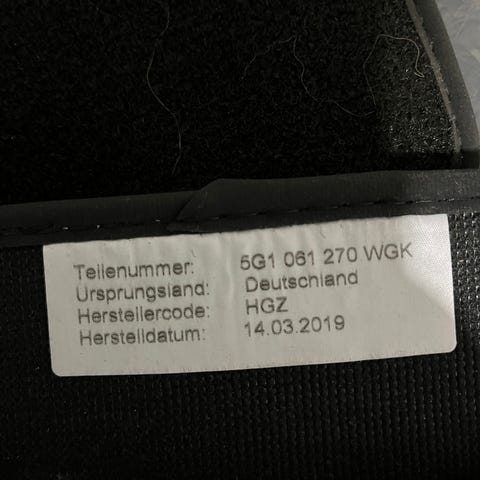 Teilenummer: 5G1 061 270 WGK
Ursprungsland: Deutschland
Herstellercode: HGZ
Herstelldatum: 14.03.2019